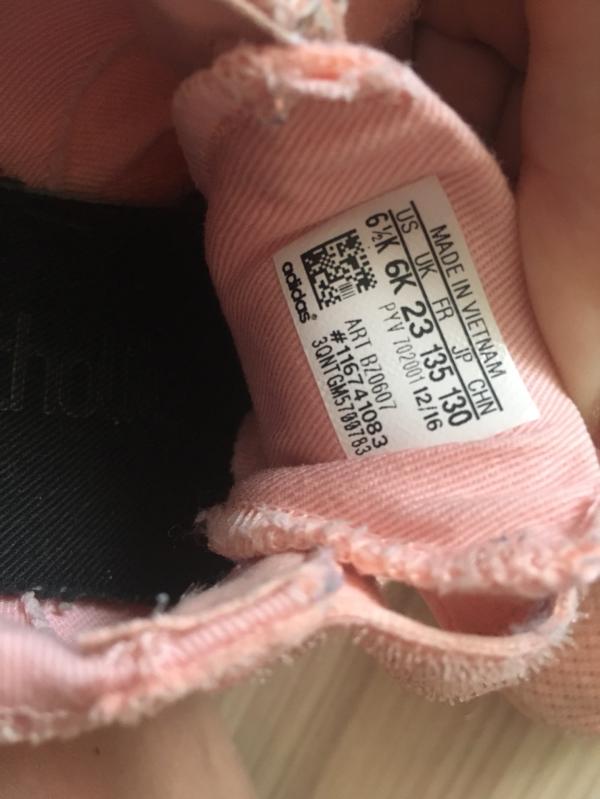 MADE IN VIETNAM
US UK FR JP CHN
6½K 6K 23 135 130
PYV 702001 12/16
adidas®
ART BZ0607
#116741083
3QNTGM5700783